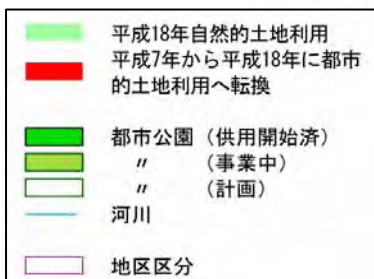 平成18年自然的土地利用
平成7年から平成18年に都市
的土地利用へ転換
都市公園（供用開始済）
〃 （事業中）
〃 （計画）
河川
地区区分